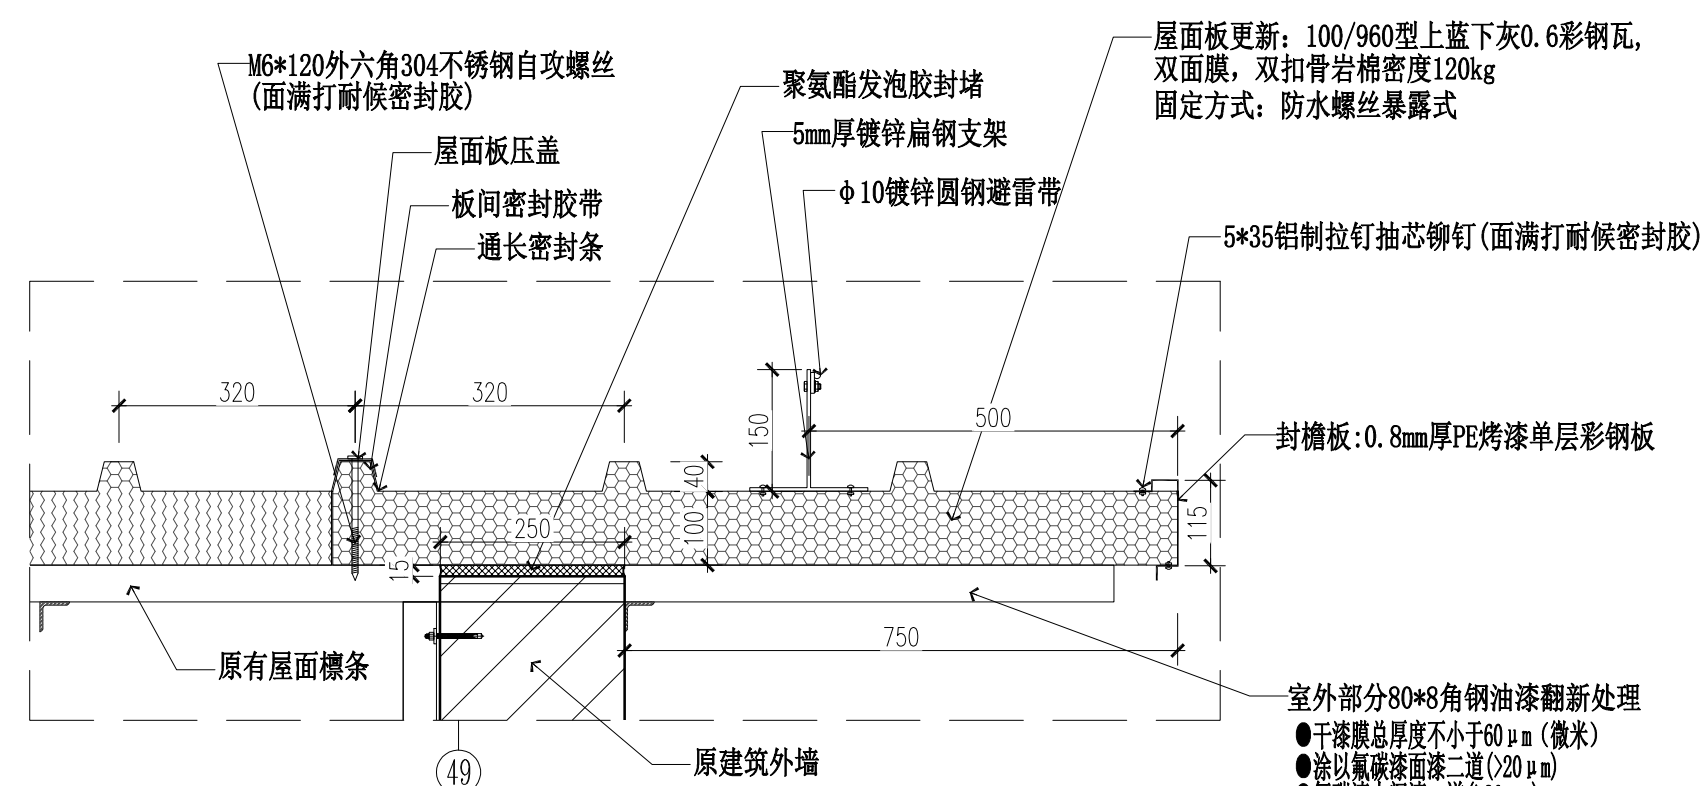 屋面板更新：100/960型上蓝下灰0.6彩钢瓦,
双面膜，双扣骨岩棉密度120kg
固定方式：防水螺丝暴露式
M6*120外六角304不锈钢自攻螺丝
(面满打耐候密封胶)
聚氨酯发泡胶封堵
5mm厚镀锌扁钢支架
屋面板压盖
ф10镀锌圆钢避雷带
板间密封胶带
通长密封条
5*35铝制拉钉抽芯铆钉(面满打耐候密封胶)
320
320
150
500
封檐板:0.8mm厚PE烤漆单层彩钢板
40
100
250
115
15
750
原有屋面檩条
室外部分80*8角钢油漆翻新处理
●干漆膜总厚度不小于60μm（微米）
●涂以氟碳漆面漆二道(>20μm)
原建筑外墙
49